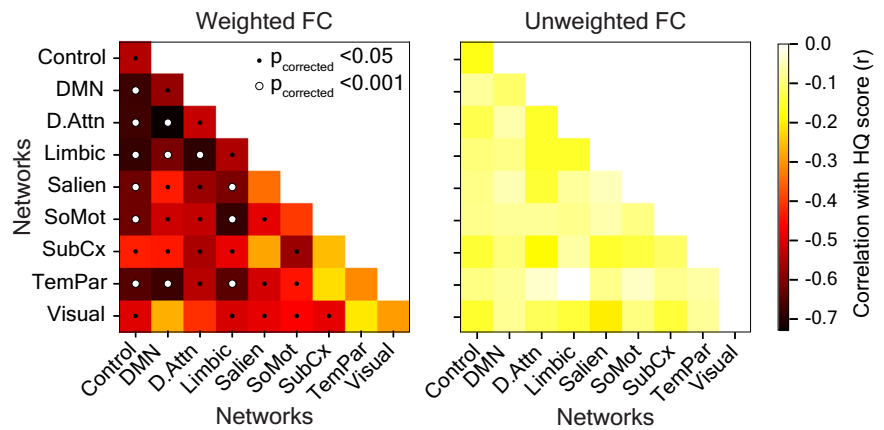 Weighted FC
Unweighted FC
p corrected <0.05
p corrected <0.001
Networks
Control
DMN
D.Attn
Limbic
Salien
SoMot
SubCx
TemPar
Visual
Control
DMN
D.Attn
Limbic
Salien
SoMot
SubCx
TemPar
Visual
Networks
Control
DMN
D.Attn
Limbic
Salien
SoMot
SubCx
TemPar
Visual
Networks
0.0
-0.1
-0.2
-0.3
-0.4
-0.5
-0.6
-0.7
Correlation with HQ score (r)